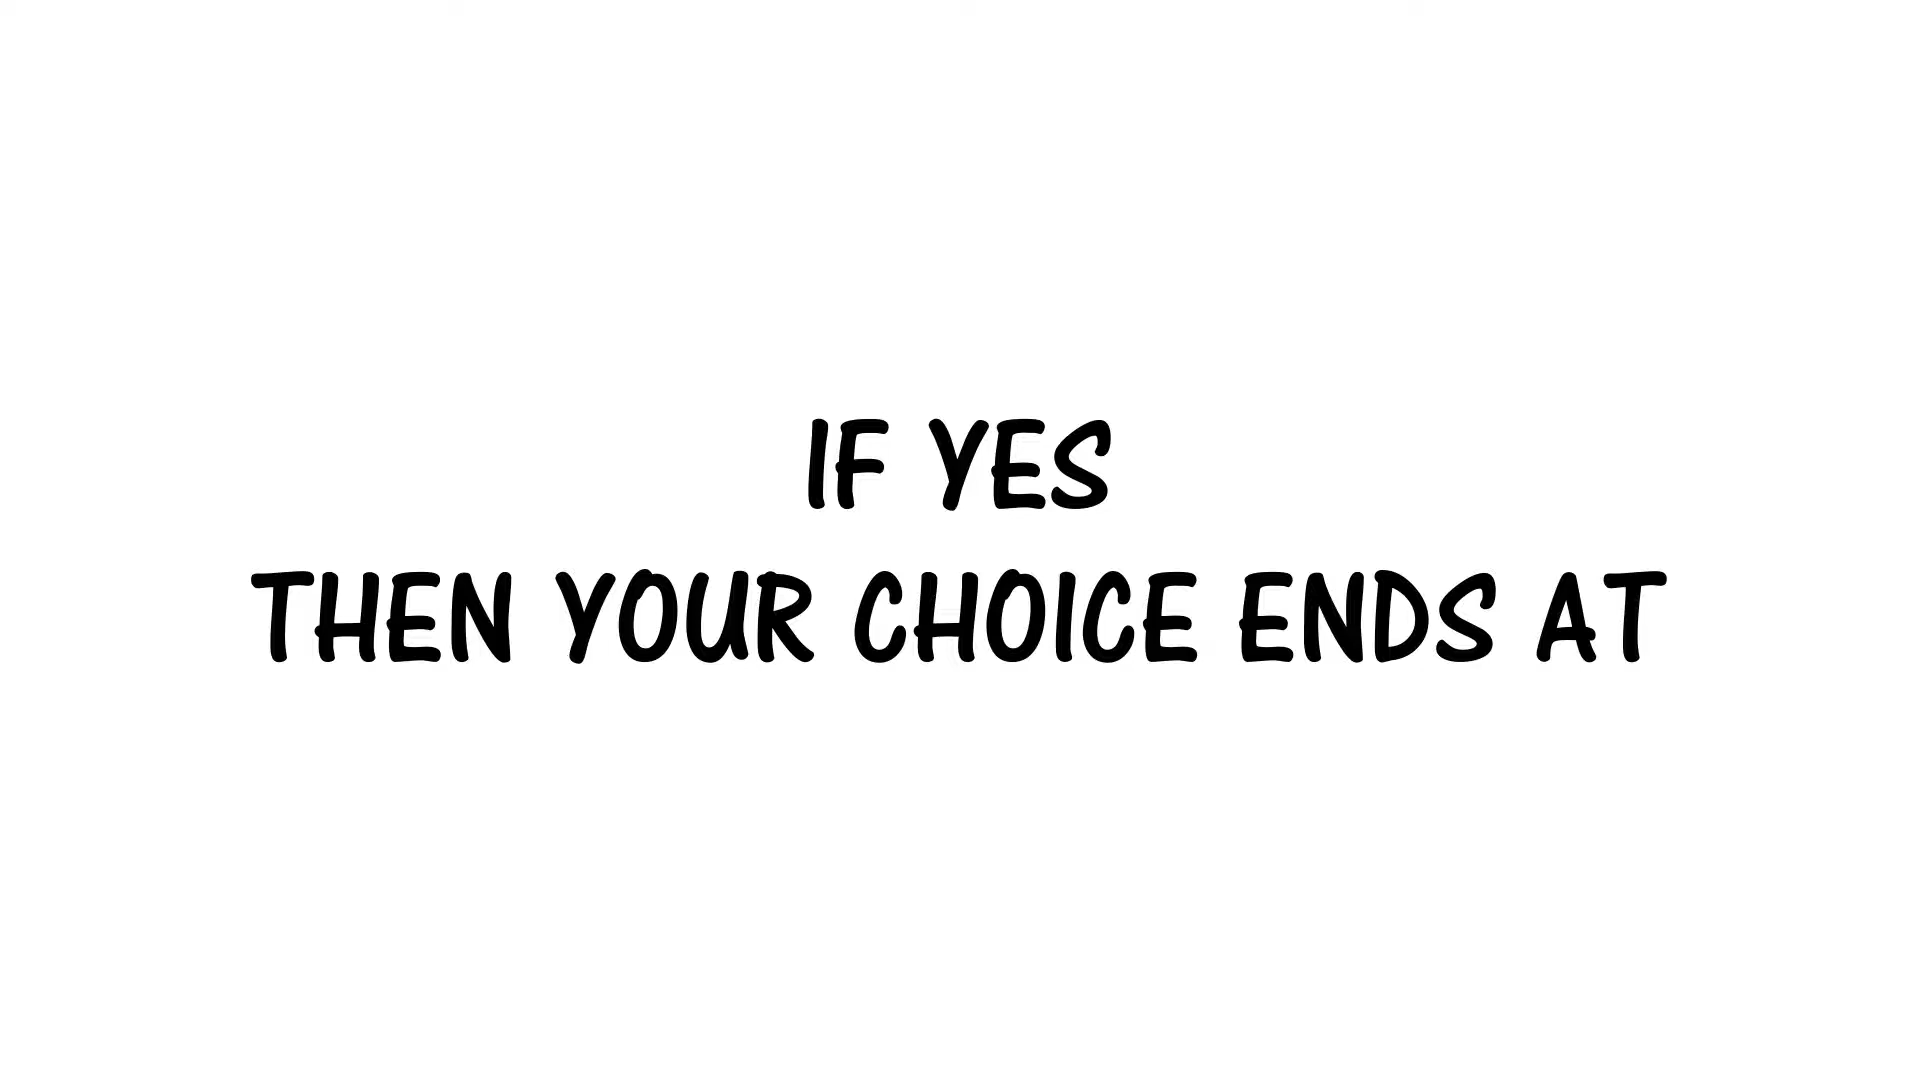 IF YES
THEN YOUR CHOICE ENDS AT